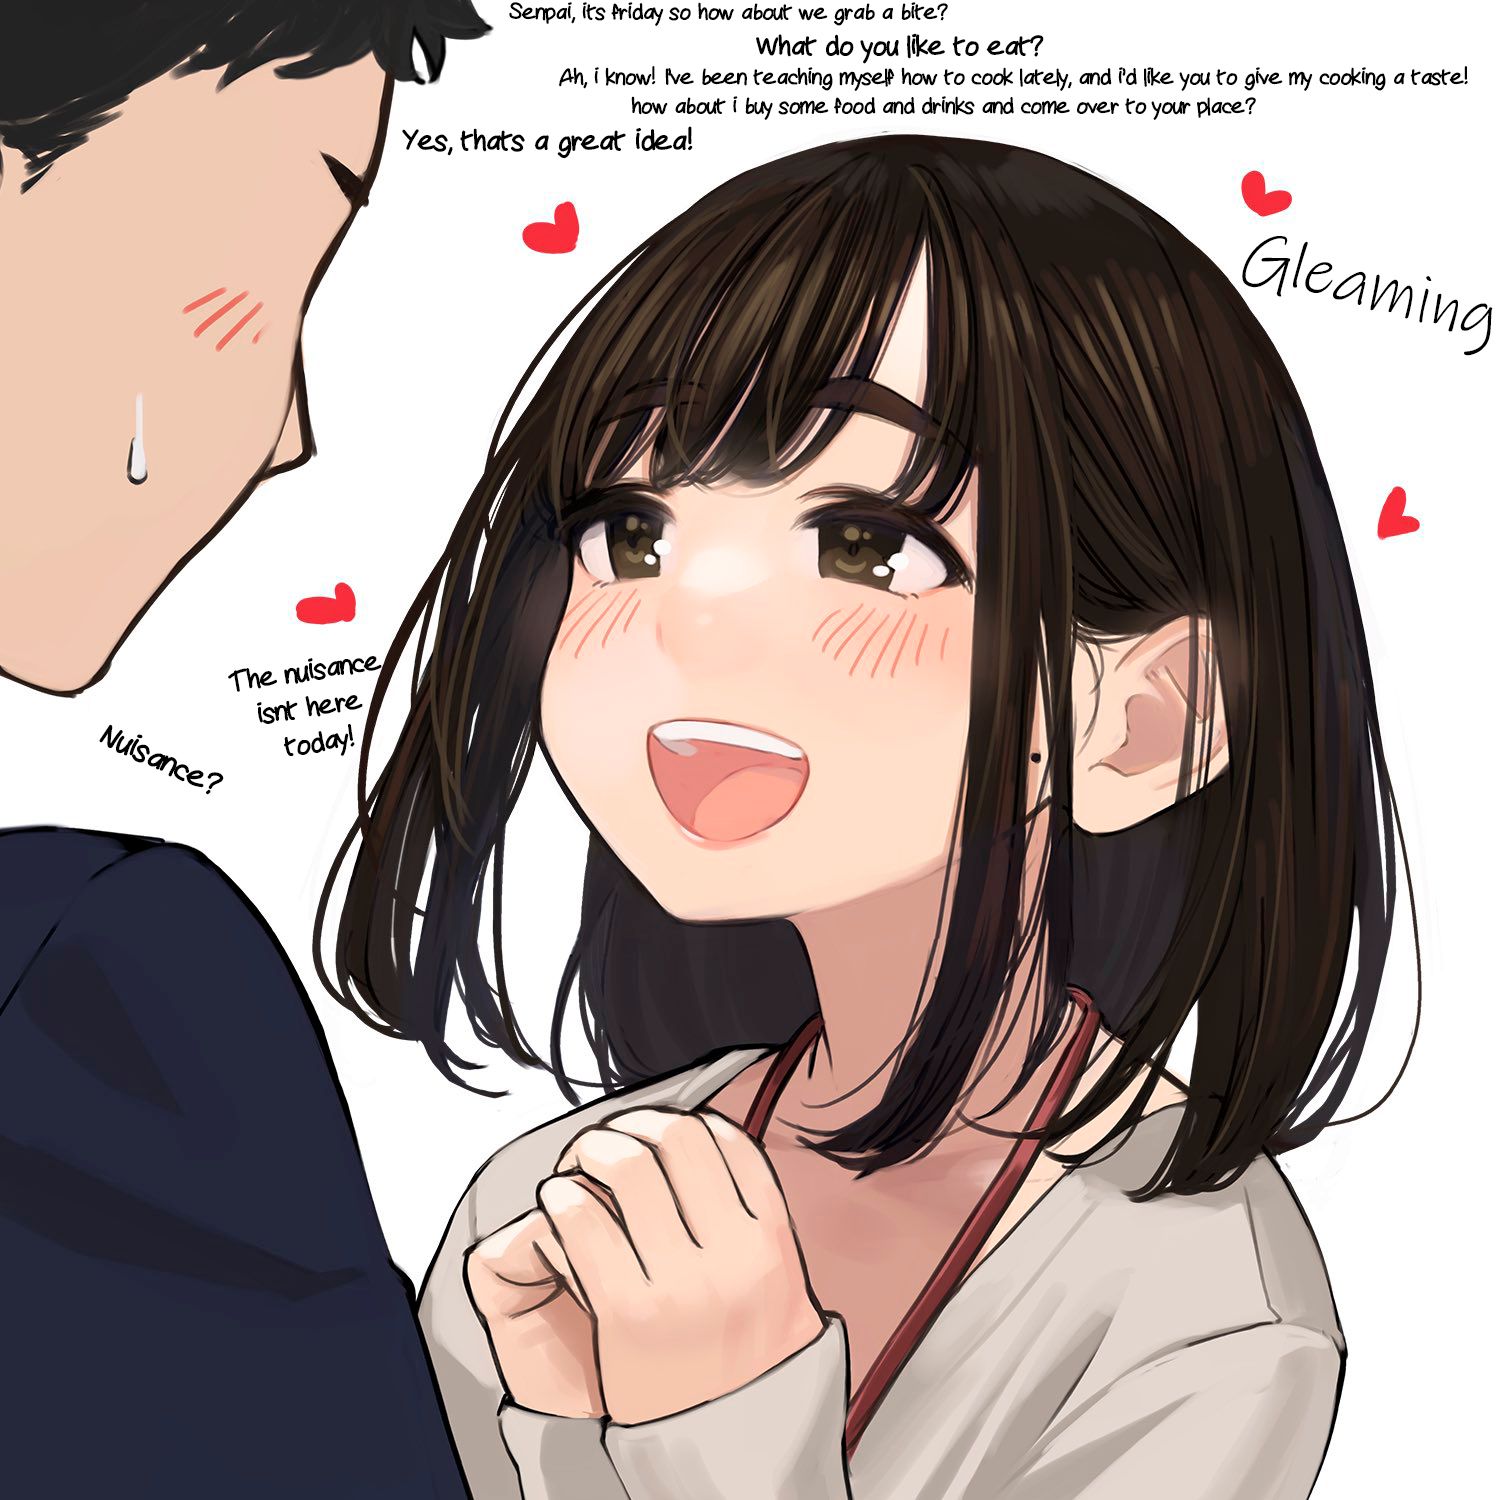 Senpai, its friday so how about we grab a bite?
What do you like to eat?
Ah, i know! I've been teaching myself how to cook lately, and i'd like you to give my cooking a taste!
how about i buy some food and drinks and come over to your place?
Yes, thats a great idea!
Gleaming
The nuisance
isnt here
today!
Nuisance?